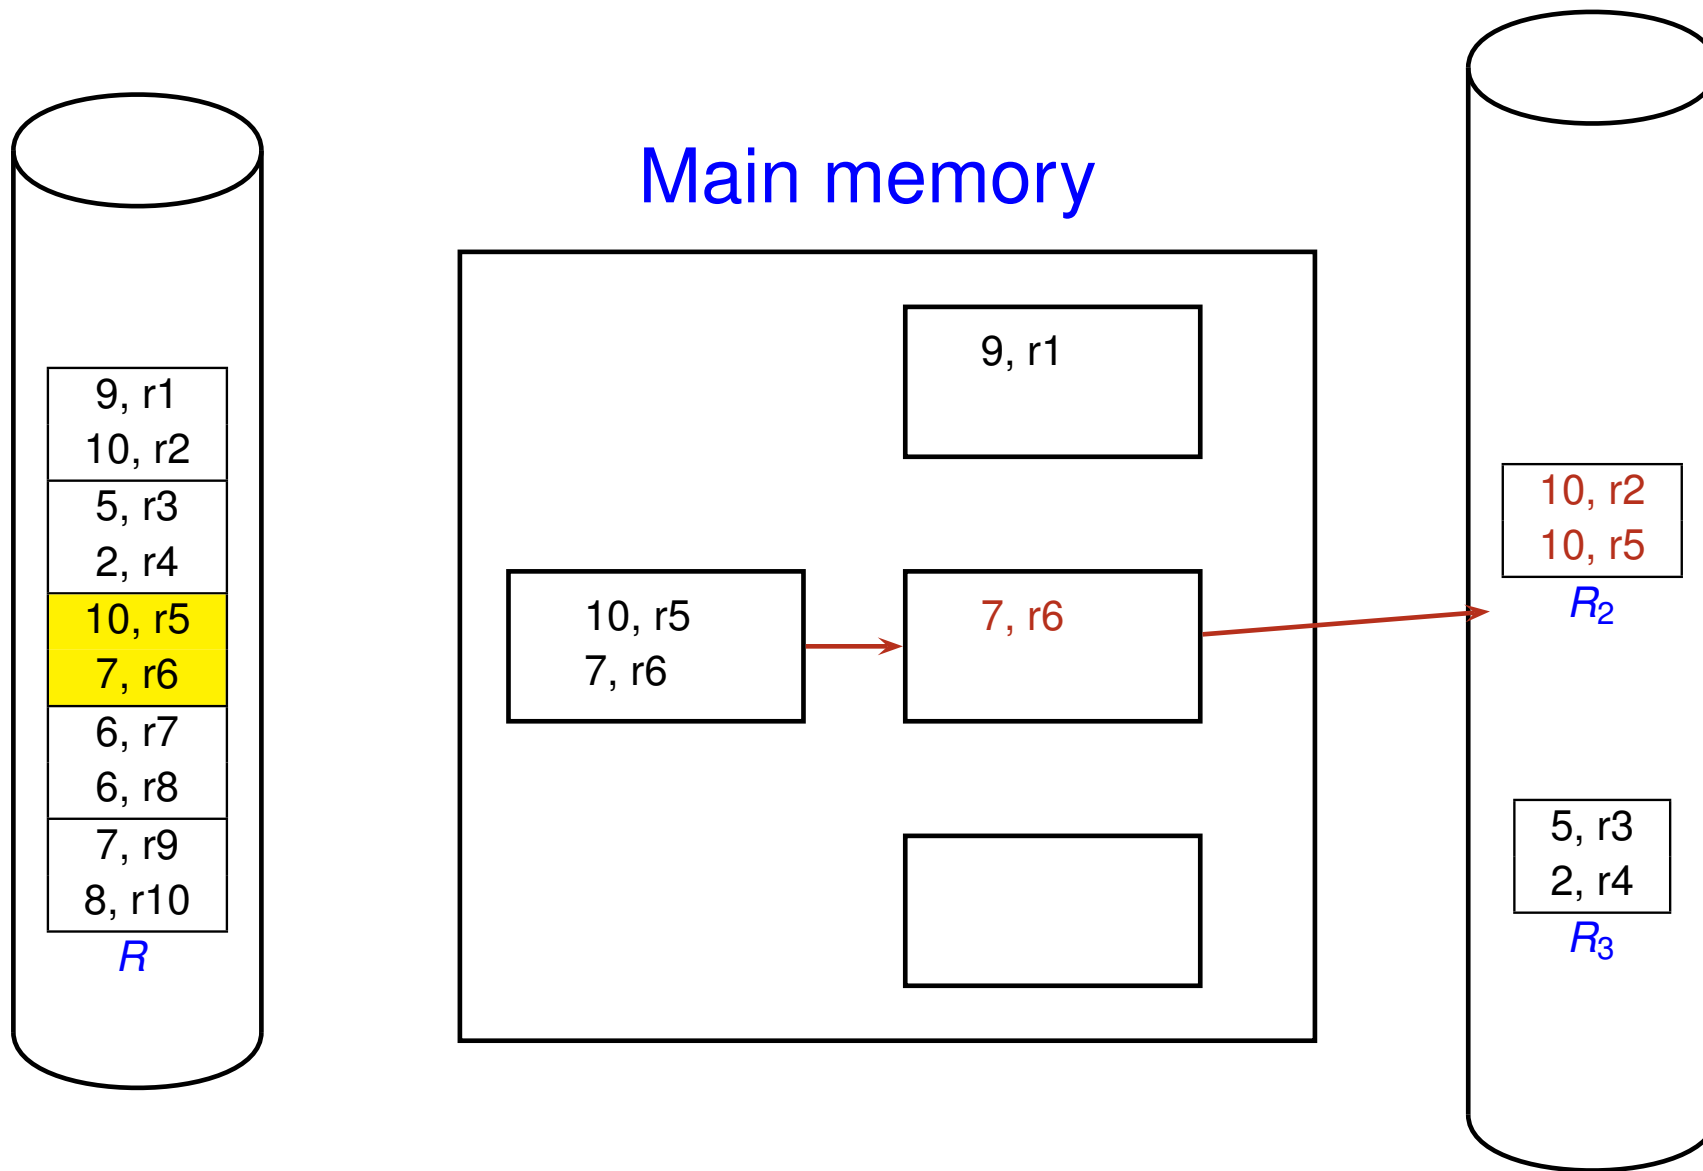 Main memory
9, r1
10, r2
5, r3
2, r4
10, r5
7, r6
6, r7
6, r8
7, r9
8, r10
R
10, r5
7, r6
9, r1
7, r6
10, r2
10, r5
R₂
5, r3
2, r4
R₃